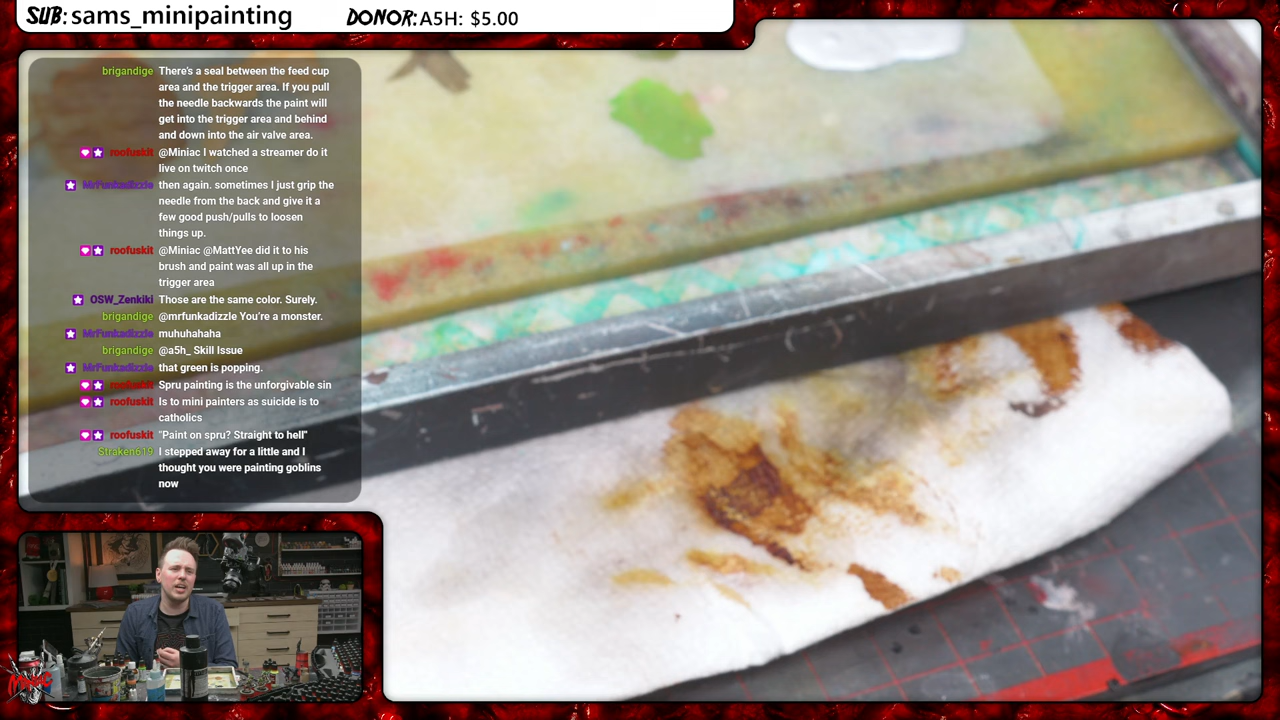 SUB: sams_minipainting
DONOR: A5H: $5.00
brigandige There's a seal between the feed cup
area and the trigger area. If you pull
the needle backwards the paint will
get into the trigger area and behind
and down into the air valve area.
roofuskit @Miniac I watched a streamer do it
live on twitch once
MrFunkadizzle then again. sometimes I just grip the
needle from the back and give it a
few good push/pulls to loosen
things up.
roofuskit @Miniac @MattYee did it to his
brush and paint was all up in the
trigger area
OSW_Zenkiki Those are the same color. Surely.
brigandige @mrfunkadizzle You're a monster.
MrFunkadizzle muhuhahaha
brigandige @a5h_ Skill Issue
MrFunkadizzle that green is popping.
roofuskit Spru painting is the unforgivable sin
roofuskit Is to mini painters as suicide is to
catholics
roofuskit "Paint on spru? Straight to hell"
Straken619 I stepped away for a little and I
thought you were painting goblins
now
MINIAC